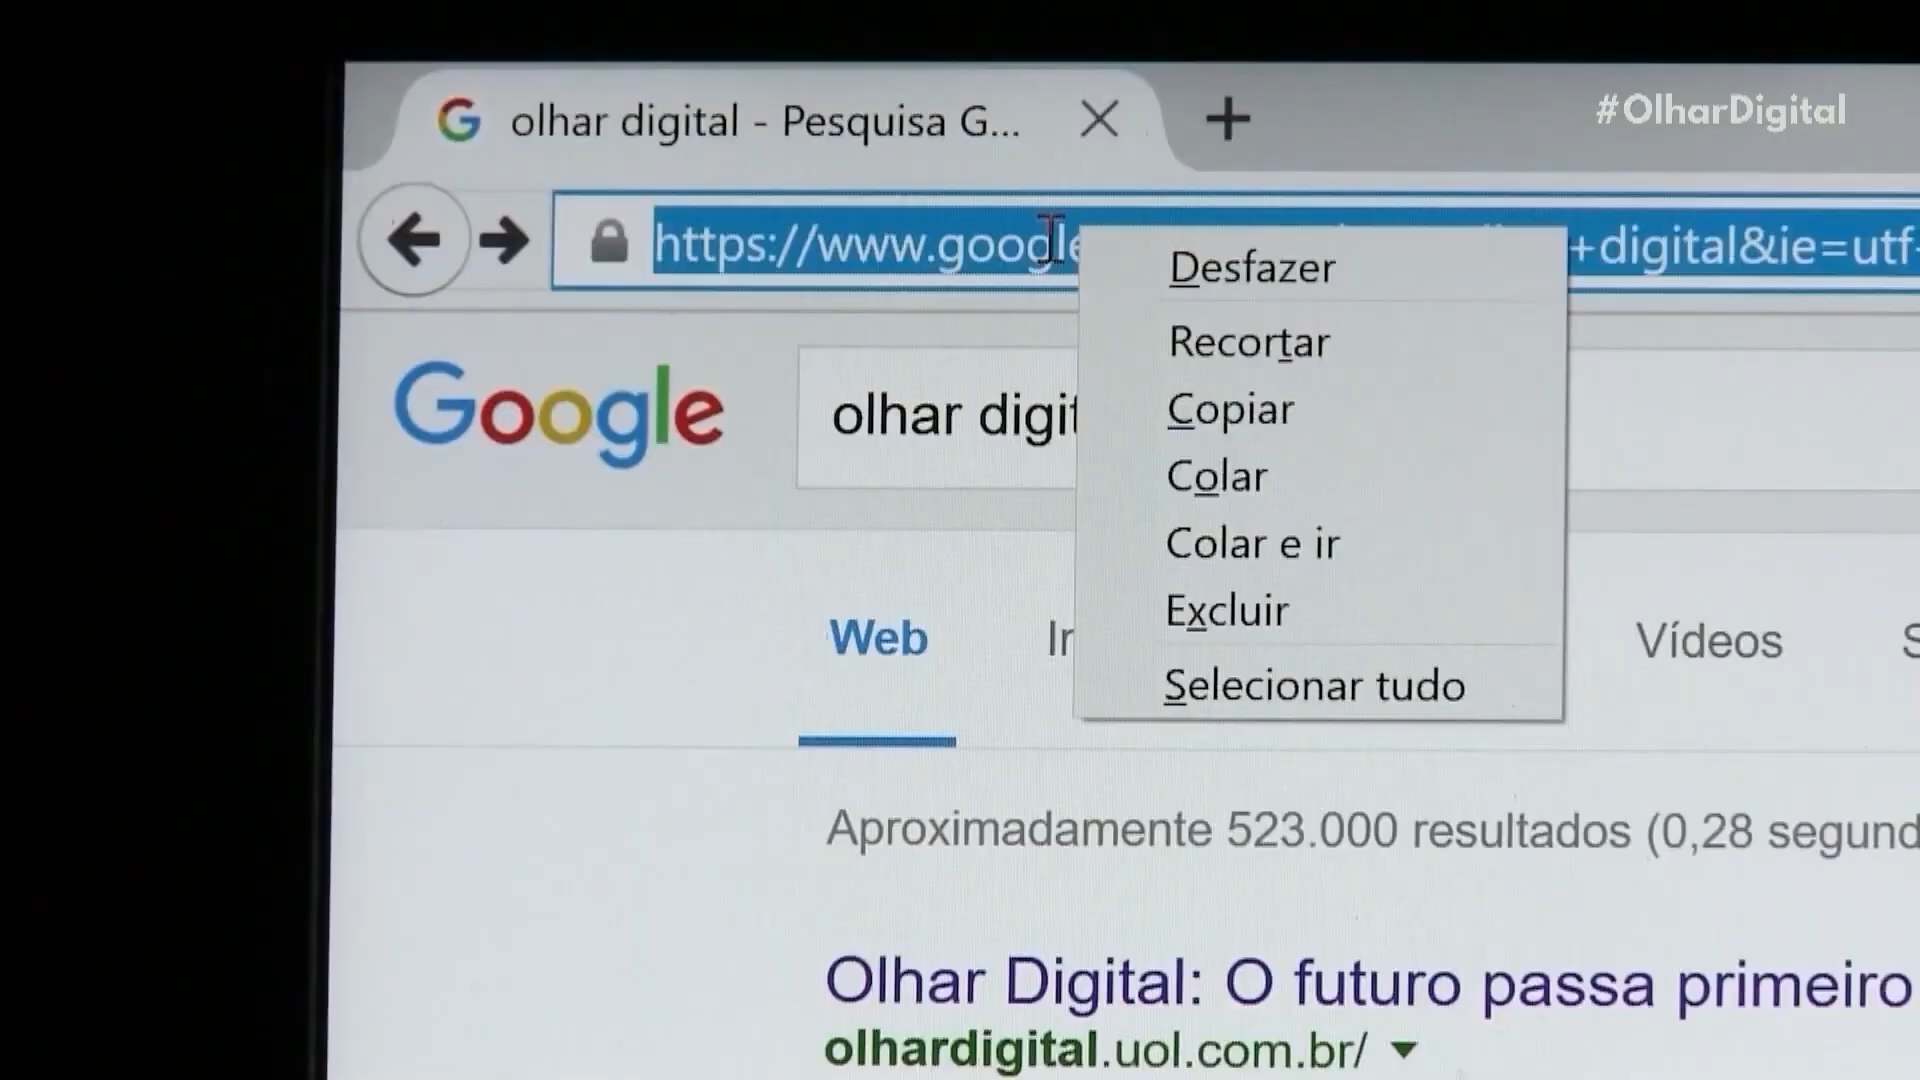 olhar digital - Pesquisa G...
#OlharDigital
https://www.google
+digital&ie=utf-
Desfazer
Recortar
Copiar
Colar
Colar e ir
Excluir
Selecionar tudo
Google
olhar digit
Web
Vídeos
Aproximadamente 523.000 resultados (0,28 segund
Olhar Digital: O futuro passa primeiro
olhardigital.uol.com.br/